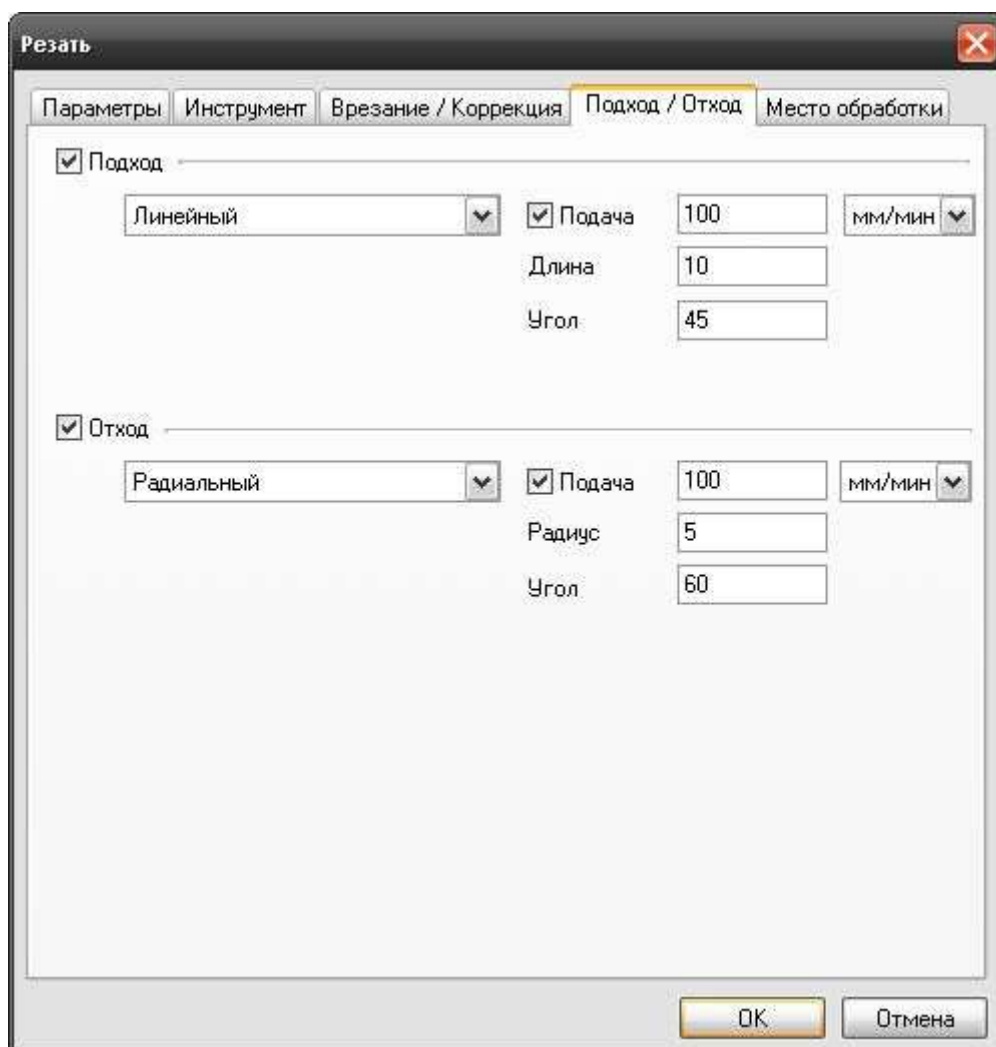 Резать
Параметры Инструмент Врезание / Коррекция Подход / Отход Место обработки
Подход
Линейный Подача 100 мм/мин
Длина 10
Угол 45
Отход
Радиальный Подача 100 мм/мин
Радиус 5
Угол 60
OK Отмена